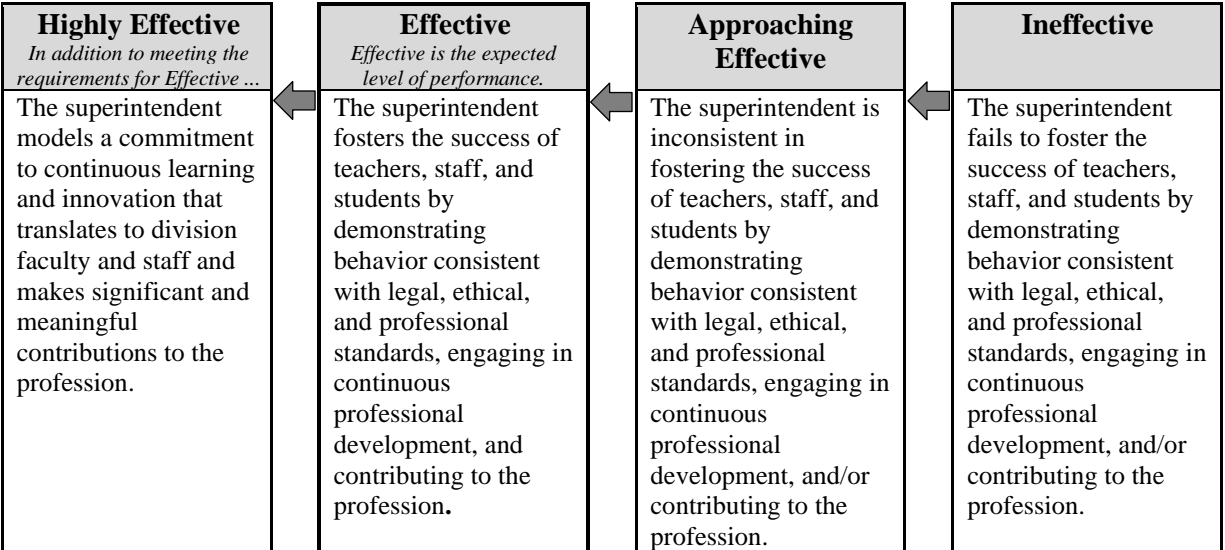 Highly Effective
In addition to meeting the
requirements for Effective ...
The superintendent
models a commitment
to continuous learning
and innovation that
translates to division
faculty and staff and
makes significant and
meaningful
contributions to the
profession.
Effective
Effective is the expected
level of performance.
The superintendent
fosters the success of
teachers, staff, and
students by
demonstrating
behavior consistent
with legal, ethical,
and professional
standards, engaging in
continuous
professional
development, and
contributing to the
profession.
Approaching
Effective
The superintendent is
inconsistent in
fostering the success
of teachers, staff, and
students by
demonstrating
behavior consistent
with legal, ethical,
and professional
standards, engaging in
continuous
professional
development, and/or
contributing to the
profession.
Ineffective
The superintendent
fails to foster the
success of teachers,
staff, and students by
demonstrating
behavior consistent
with legal, ethical,
and professional
standards, engaging in
continuous
professional
development, and/or
contributing to the
profession.